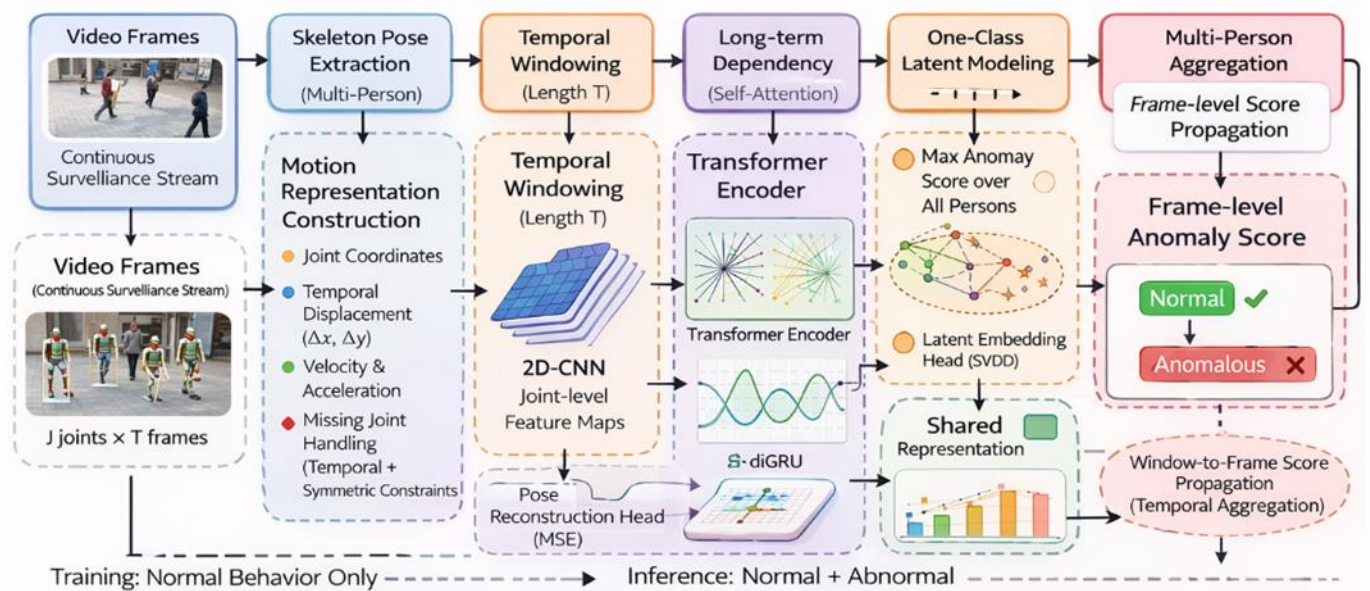 Video Frames
Continuous
Survelliance Stream
Skeleton Pose
Extraction
(Multi-Person)
Temporal
Windowing
(Length T)
Long-term
Dependency
(Self-Attention)
One-Class
Latent Modeling
Multi-Person
Aggregation
Frame-level Score
Propagation
Video Frames
(Continuous Survelliance Stream)
J joints × T frames
Motion
Representation
Construction
Joint Coordinates
Temporal
Displacement
(Δx, Δy)
Velocity &
Acceleration
Missing Joint
Handling
(Temporal +
Symmetric Constraints
Temporal
Windowing
(Length T)
2D-CNN
Joint-level
Feature Maps
Pose
Reconstruction Head
(MSE)
Transformer
Encoder
Transformer Encoder
S·diGRU
Max Anomay
Score over
All Persons
Latent Embedding
Head (SVDD)
Shared
Representation
Frame-level
Anomaly Score
Normal
Anomalous
Window-to-Frame Score
Propagation
(Temporal Aggregation)
Training: Normal Behavior Only
Inference: Normal + Abnormal